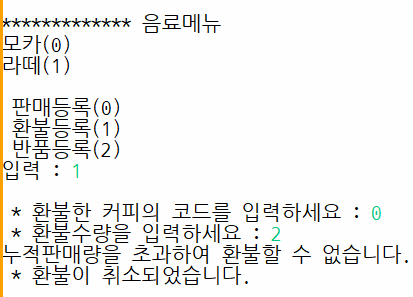 ************* 음료메뉴
모카(0)
라떼(1)
판매등록(0)
환불등록(1)
반품등록(2)
입력 : 1
* 환불한 커피의 코드를 입력하세요 : 0
* 환불수량을 입력하세요 : 2
누적판매량을 초과하여 환불할 수 없습니다.
* 환불이 취소되었습니다.